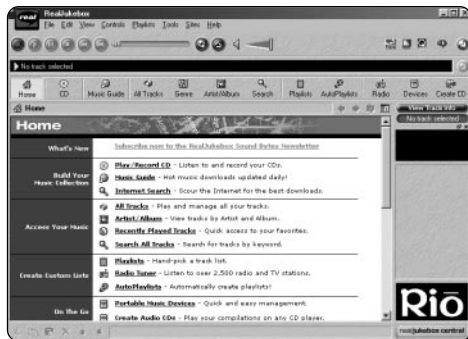 real
RealJukebox
File Edit View Controls Playlists Tools Sites Help
No track selected
Home CD Music Guide All Tracks Genre Artist/Album Search Playlists AutoPlaylists Radio Devices Create CD
Home
View Track Info
No track selected
Home
What's New
Subscribe now to the RealJukebox Sound Bytes Newsletter
Build Your
Music Collection
Play/Record CD - Listen to and record your CDs.
Music Guide - Hot music downloads updated daily!
Internet Search - Scour the Internet for the best downloads.
Access Your Music
All Tracks - Play and manage all your tracks.
Artist/Album - View tracks by Artist and Album.
Recently Played Tracks - Quick access to your favorites.
Search All Tracks - Search for tracks by keyword.
Create Custom Lists
Playlists - Hand-pick a track list.
Radio Tuner - Listen to over 2,500 radio and TV stations.
AutoPlaylists - Automatically create playlists!
On The Go
Portable Music Devices - Quick and easy management.
Create Audio CDs - Play your compilations on any CD player.
Rio
real jukebox central